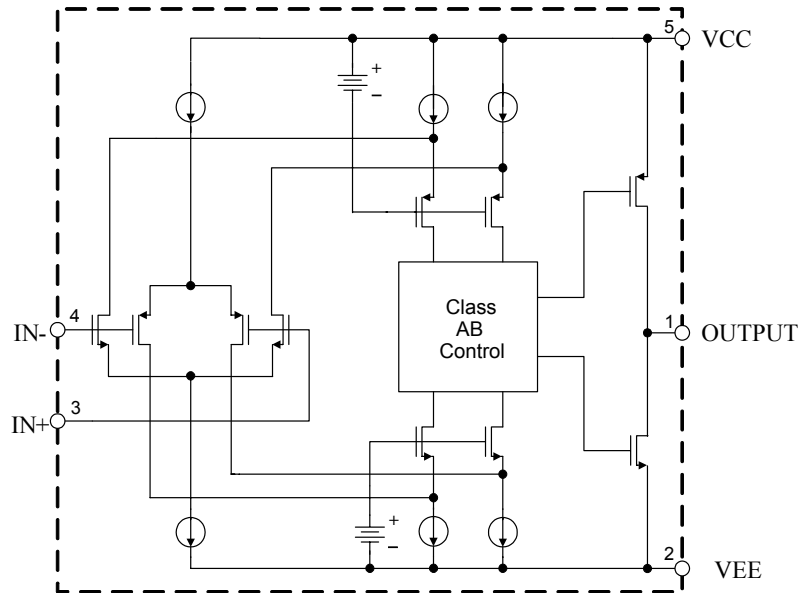 5 VCC
+
−
4
IN-
Class
AB
Control
1 OUTPUT
3
IN+
+
−
2 VEE